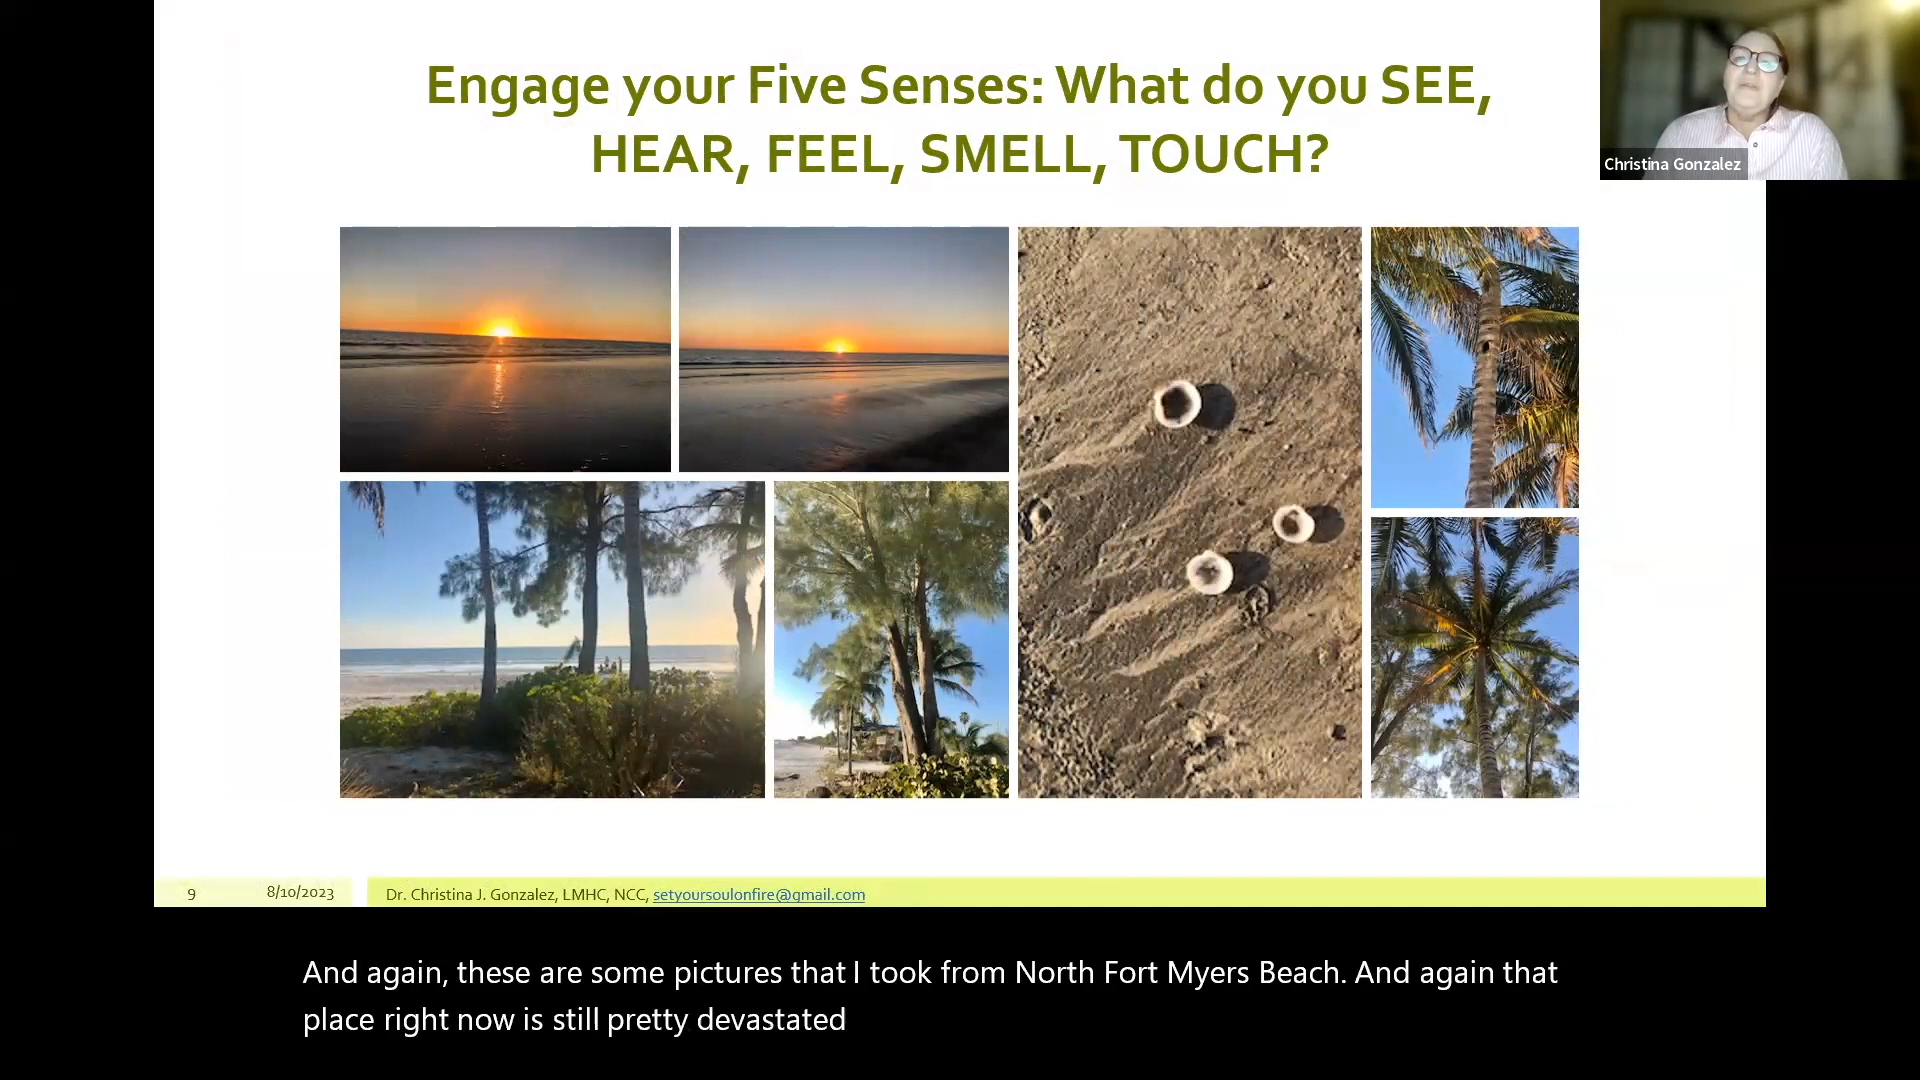 Engage your Five Senses: What do you SEE,
HEAR, FEEL, SMELL, TOUCH?
Christina Gonzalez
9 8/10/2023 Dr. Christina J. Gonzalez, LMHC, NCC, setyoursoulonfire@gmail.com
And again, these are some pictures that I took from North Fort Myers Beach. And again that
place right now is still pretty devastated